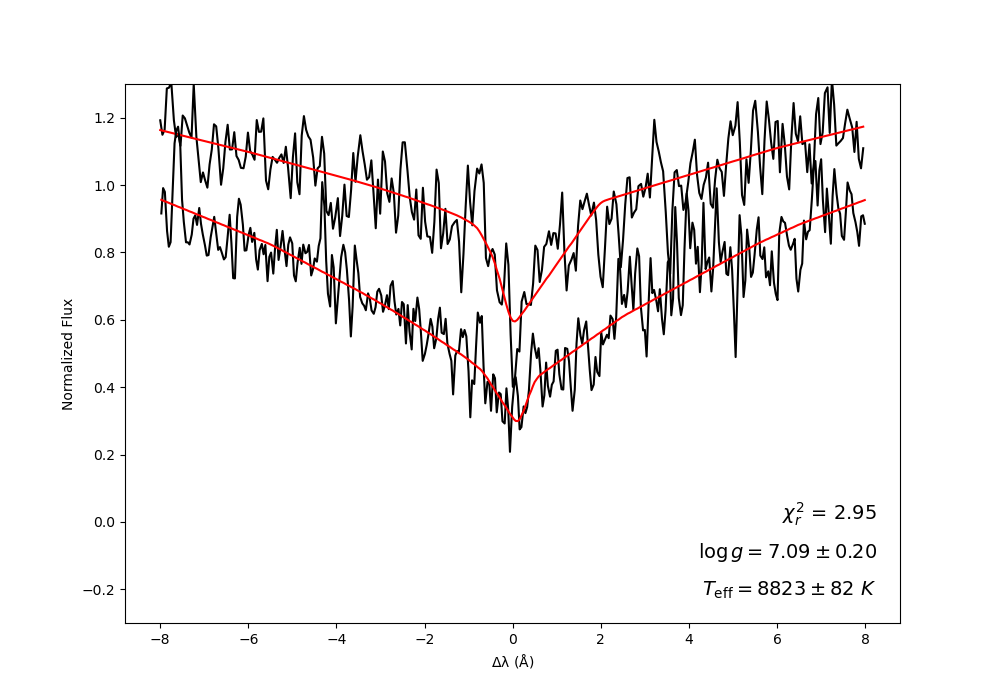 1.2
1.0
0.8
0.6
0.4
0.2
0.0
−0.2
Normalized Flux
χ²ᵣ = 2.95
log g = 7.09 ± 0.20
T_eff = 8823 ± 82 K
−8 −6 −4 −2 0 2 4 6 8
Δλ (Å)